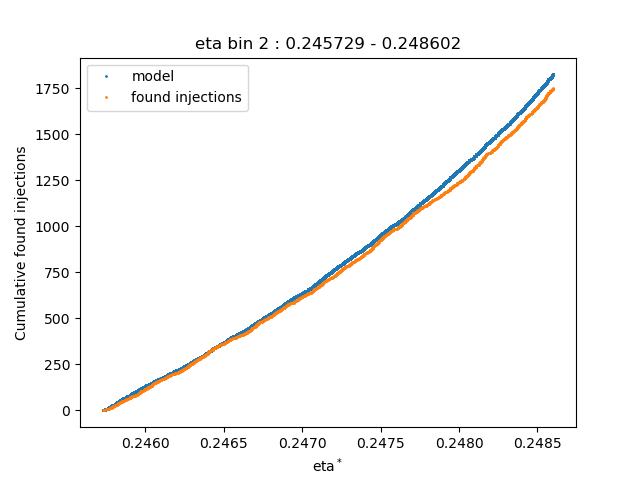 eta bin 2 : 0.245729 - 0.248602
model
found injections
1750
1500
1250
1000
750
500
250
0
Cumulative found injections
0.2460 0.2465 0.2470 0.2475 0.2480 0.2485
eta*